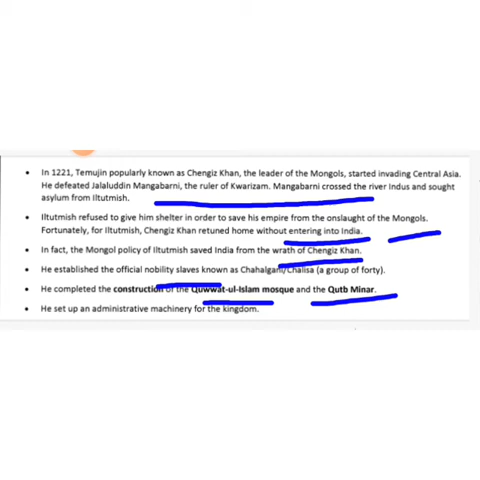 • In 1221, Temujin popularly known as Chengiz Khan, the leader of the Mongols, started invading Central Asia.
He defeated Jalaluddin Mangabarni, the ruler of Kwarizam. Mangabarni crossed the river Indus and sought
asylum from Iltutmish.
• Iltutmish refused to give him shelter in order to save his empire from the onslaught of the Mongols.
Fortunately, for Iltutmish, Chengiz Khan retuned home without entering into India.
• In fact, the Mongol policy of Iltutmish saved India from the wrath of Chengiz Khan.
• He established the official nobility slaves known as Chahalgani/Chalisa (a group of forty).
• He completed the construction of the Quwwat-ul-Islam mosque and the Qutb Minar.
• He set up an administrative machinery for the kingdom.